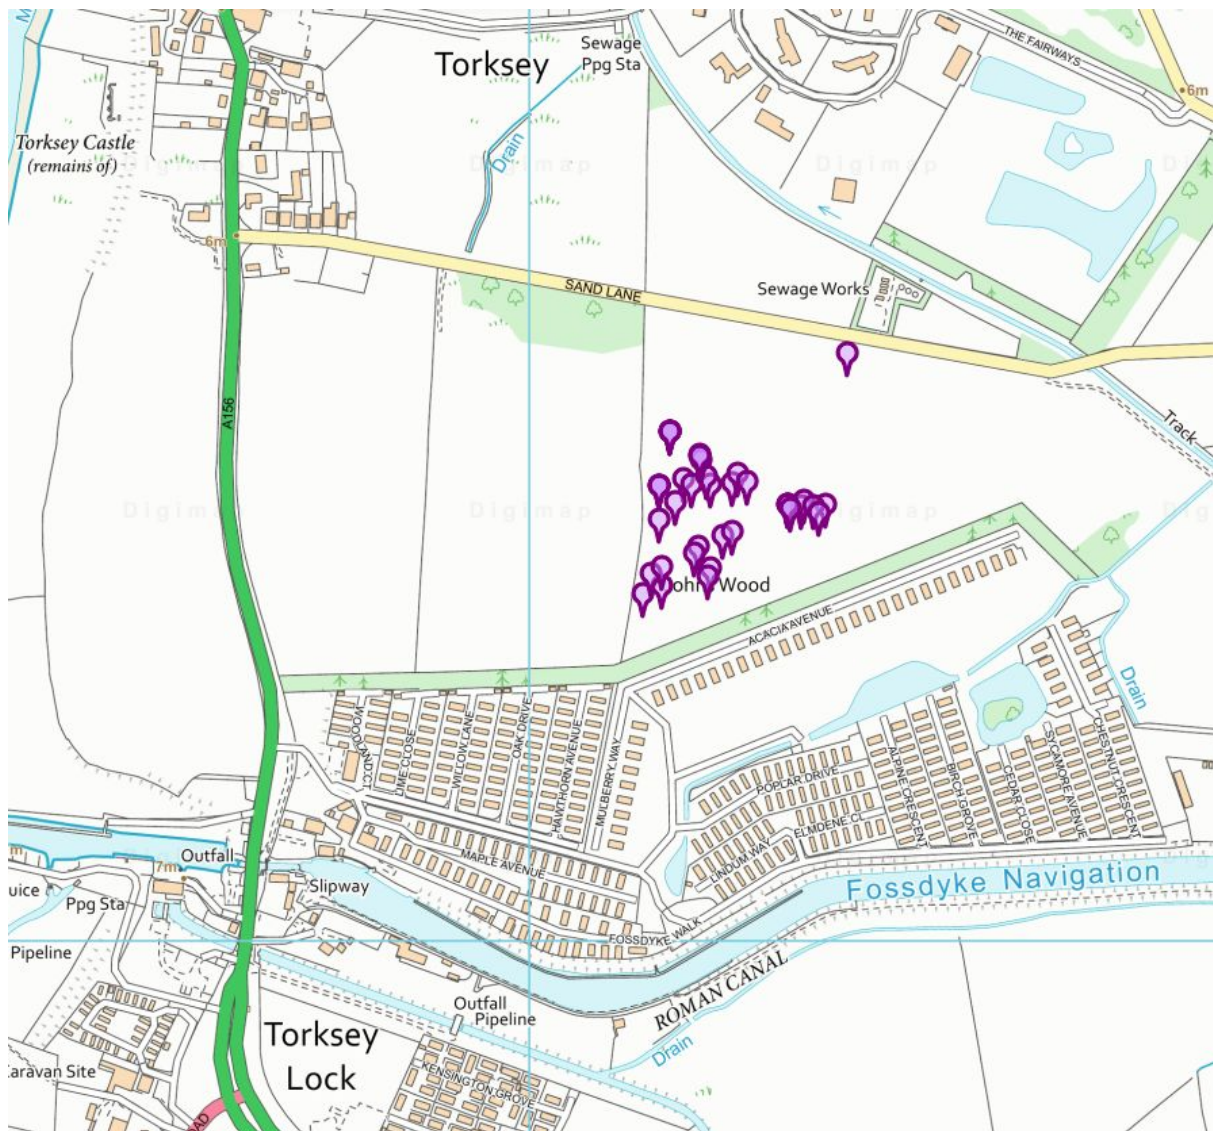 THE FAIRWAYS
Sewage
Ppg Sta
Torksey
6m
Torksey Castle
(remains of)
Drain
Digimap
Digimap
Digimap
6m
SAND LANE
Sewage Works
A156
Track
Digimap
Digimap
Digimap
John Wood
ACACIA AVENUE
Drain
WOODLAND CT
LIME CLOSE
WILLOW LANE
OAK DRIVE
HAWTHORN AVENUE
MULBERRY WAY
POPLAR DRIVE
ALPINE CRESCENT
BIRCH GROVE
CEDAR CLOSE
SYCAMORE AVENUE
CHESTNUT CRESCENT
ELMDENE CL
LINDUM WAY
MAPLE AVENUE
Outfall
7m
Slipway
Ppg Sta
Fossdyke Navigation
FOSSDYKE WALK
Pipeline
ROMAN CANAL
Outfall
Pipeline
Torksey
Lock
Drain
Caravan Site
KENSINGTON GROVE